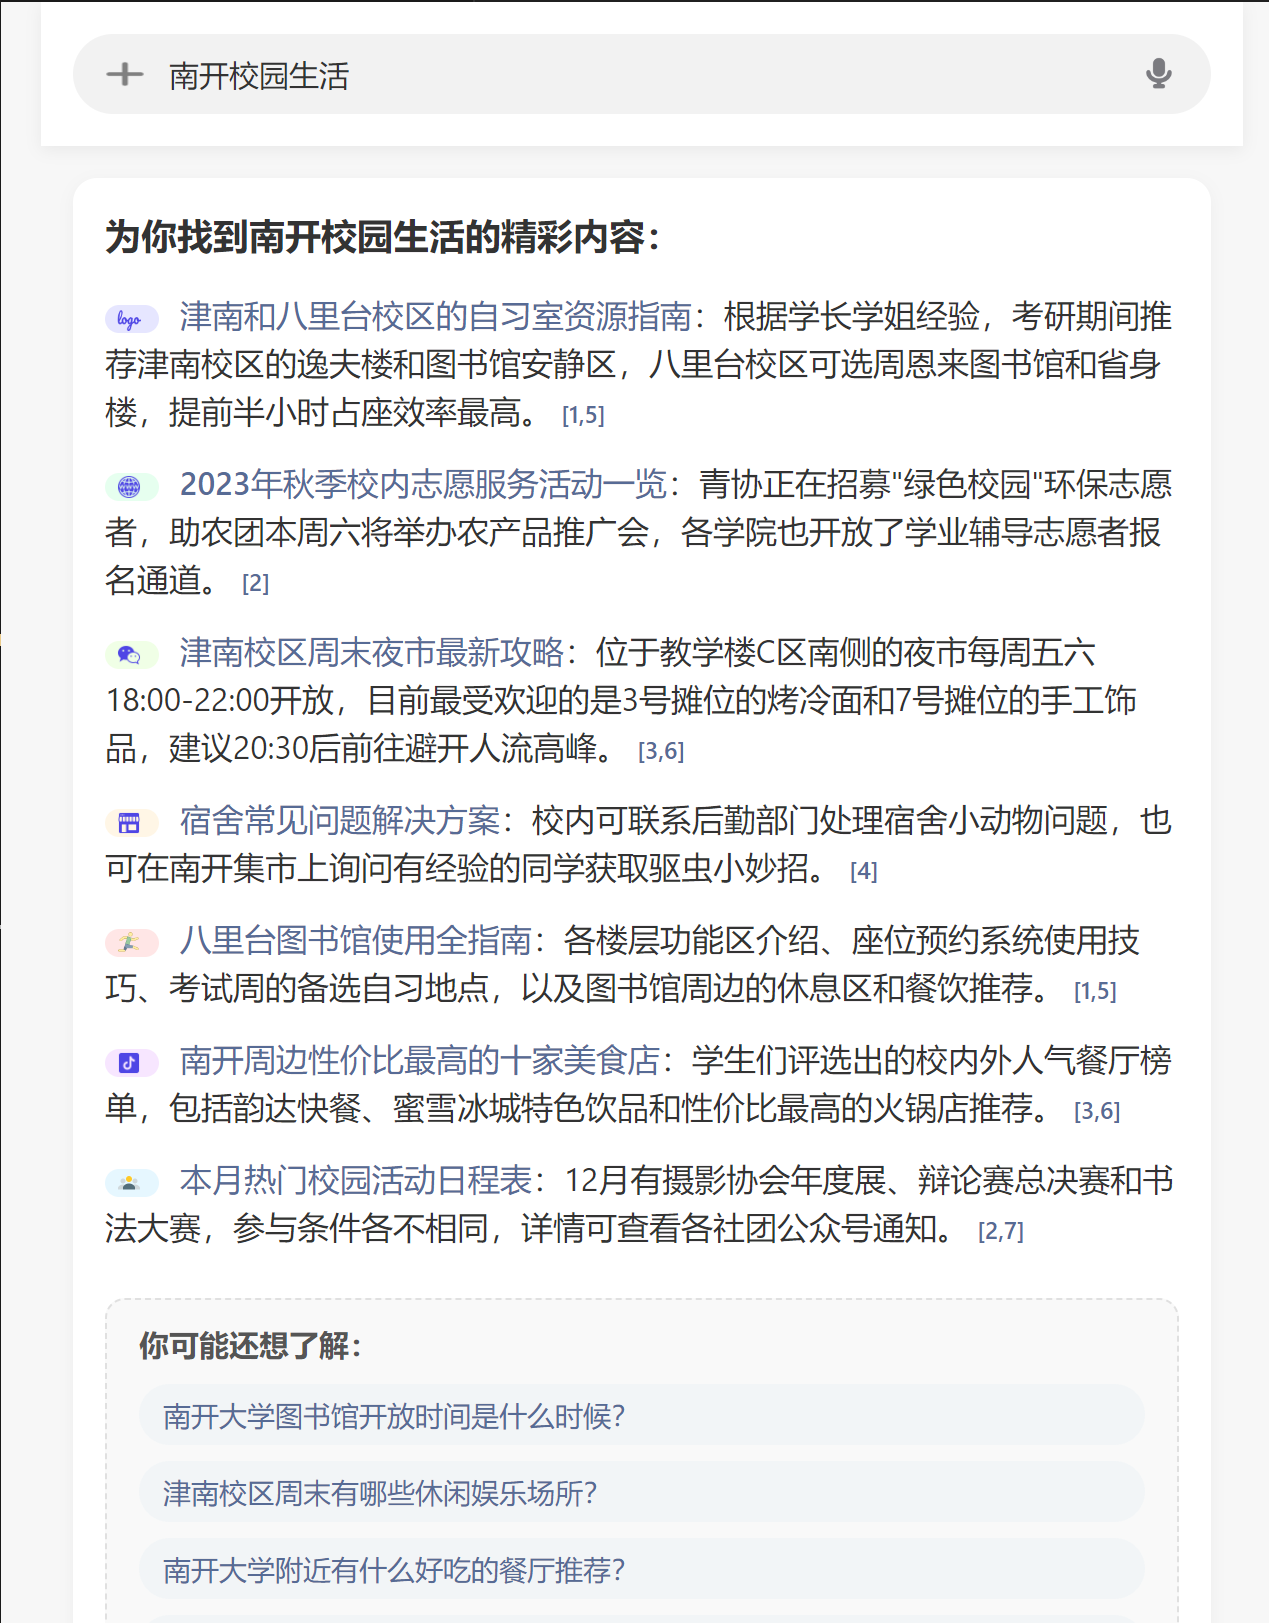 南开校园生活
为你找到南开校园生活的精彩内容：
logo 津南和八里台校区的自习室资源指南：根据学长学姐经验，考研期间推
荐津南校区的逸夫楼和图书馆安静区，八里台校区可选周恩来图书馆和省身
楼，提前半小时占座效率最高。 [1,5]
2023年秋季校内志愿服务活动一览：青协正在招募"绿色校园"环保志愿
者，助农团本周六将举办农产品推广会，各学院也开放了学业辅导志愿者报
名通道。 [2]
津南校区周末夜市最新攻略：位于教学楼C区南侧的夜市每周五六
18:00-22:00开放，目前最受欢迎的是3号摊位的烤冷面和7号摊位的手工饰
品，建议20:30后前往避开人流高峰。 [3,6]
宿舍常见问题解决方案：校内可联系后勤部门处理宿舍小动物问题，也
可在南开集市上询问有经验的同学获取驱虫小妙招。 [4]
八里台图书馆使用全指南：各楼层功能区介绍、座位预约系统使用技
巧、考试周的备选自习地点，以及图书馆周边的休息区和餐饮推荐。 [1,5]
南开周边性价比最高的十家美食店：学生们评选出的校内外人气餐厅榜
单，包括韵达快餐、蜜雪冰城特色饮品和性价比最高的火锅店推荐。 [3,6]
本月热门校园活动日程表：12月有摄影协会年度展、辩论赛总决赛和书
法大赛，参与条件各不相同，详情可查看各社团公众号通知。 [2,7]
你可能还想了解：
南开大学图书馆开放时间是什么时候？
津南校区周末有哪些休闲娱乐场所？
南开大学附近有什么好吃的餐厅推荐？